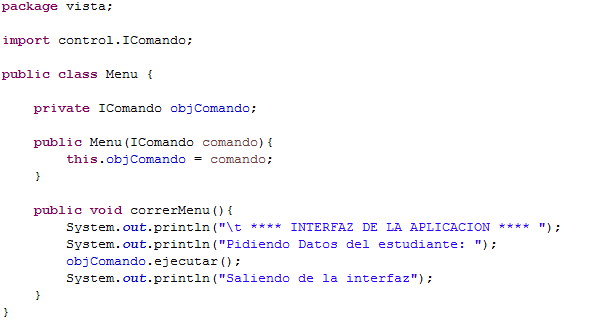 package vista;
import control.IComando;
public class Menu {
private IComando objComando;
public Menu(IComando comando){
this.objComando = comando;
}
public void correrMenu(){
System.out.println("\t **** INTERFAZ DE LA APLICACION **** ");
System.out.println("Pidiendo Datos del estudiante: ");
objComando.ejecutar();
System.out.println("Saliendo de la interfaz");
}
}